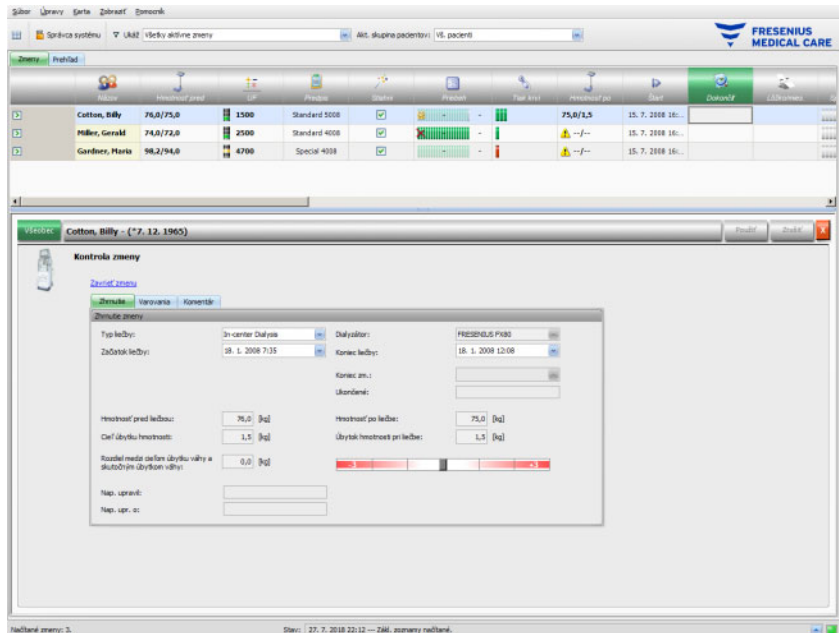 Súbor Úpravy Karta Zobraziť Pomocník
Správca systému Ukáž Všetky aktívne zmeny Akt. skupina pacientov: Vš. pacienti
FRESENIUS
MEDICAL CARE
Zmeny Prehľad
Názov Hmotnosť pred UF Predpis Štatní Priebeh Tlak krvi Hmotnosť po Štart Dokončiť
Cotton, Billy 76,0/75,0 1500 Standard 5008 - - 75,0/1,5 15. 7. 2008 16:...
Miller, Gerald 74,0/72,0 2500 Standard 4008 - - --/-- 15. 7. 2008 16:...
Gardner, Maria 98,2/94,0 4700 Special 4008 - - --/-- 15. 7. 2008 16:...
Všeobec Cotton, Billy - (*7. 12. 1965) Použiť Zrušiť X
Kontrola zmeny
Zavrieť zmenu
Zhrnutie Varovania Komentár
Zhrnutie zmeny
Typ liečby: In-center Dialysis Dialyzátor: FRESENIUS FX80
Začiatok liečby: 18. 1. 2008 7:35 Koniec liečby: 18. 1. 2008 12:08
Koniec zm.:
Ukončené:
Hmotnosť pred liečbou: 76,0 [kg] Hmotnosť po liečbe: 75,0 [kg]
Cieľ úbytku hmotnosti: 1,5 [kg] Úbytok hmotnosti pri liečbe: 1,5 [kg]
Rozdiel medzi cieľom úbytku váhy a
skutočným úbytkom váhy: 0,0 [kg] -3 +3
Nap. upravil:
Nap. upr. o:
Načítané zmeny: 3. Stav: 27. 7. 2018 22:12 — Zákl. zoznamy načítané.